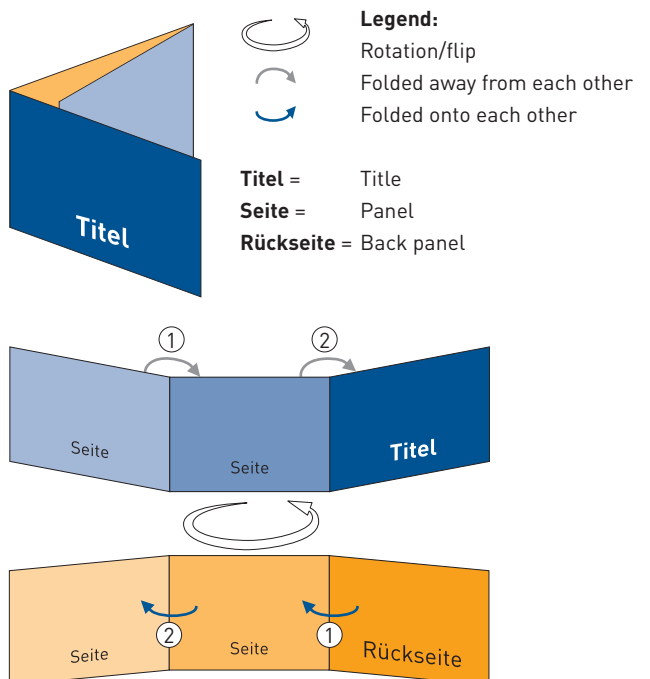 Legend:
Rotation/flip
Folded away from each other
Folded onto each other
Titel = Title
Seite = Panel
Rückseite = Back panel
Titel
1 2
Seite Seite Titel
2 1
Seite Seite Rückseite